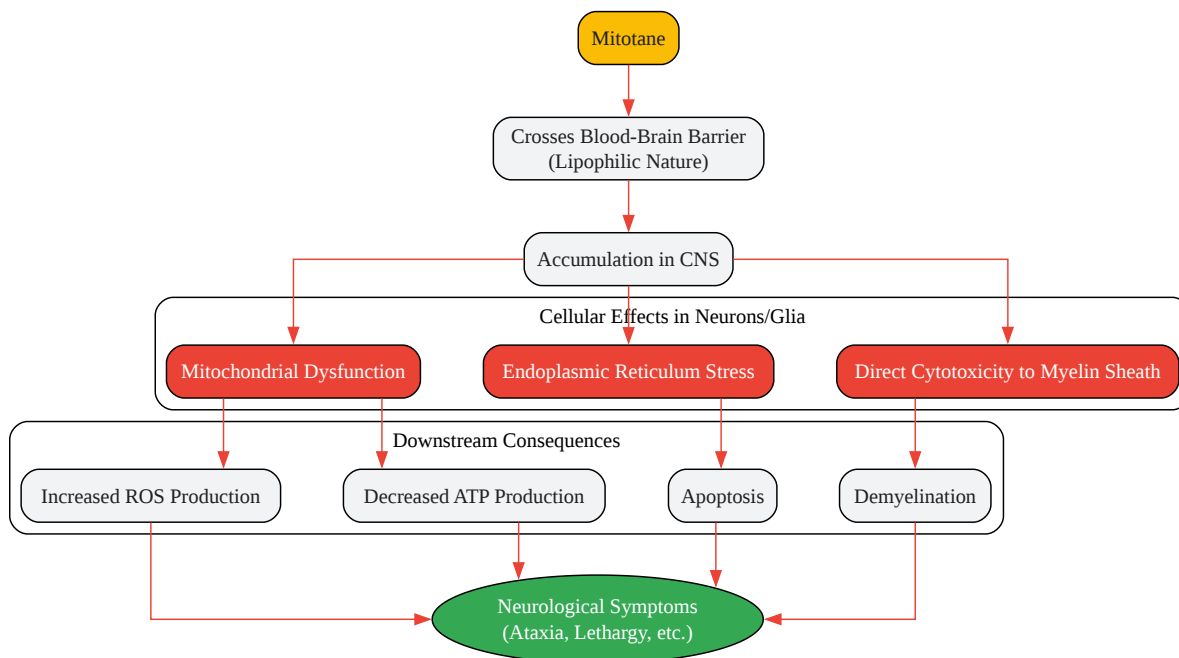 Mitotane
Crosses Blood-Brain Barrier
(Lipophilic Nature)
Accumulation in CNS
Cellular Effects in Neurons/Glia
Mitochondrial Dysfunction
Endoplasmic Reticulum Stress
Direct Cytotoxicity to Myelin Sheath
Downstream Consequences
Increased ROS Production
Decreased ATP Production
Apoptosis
Demyelination
Neurological Symptoms
(Ataxia, Lethargy, etc.)